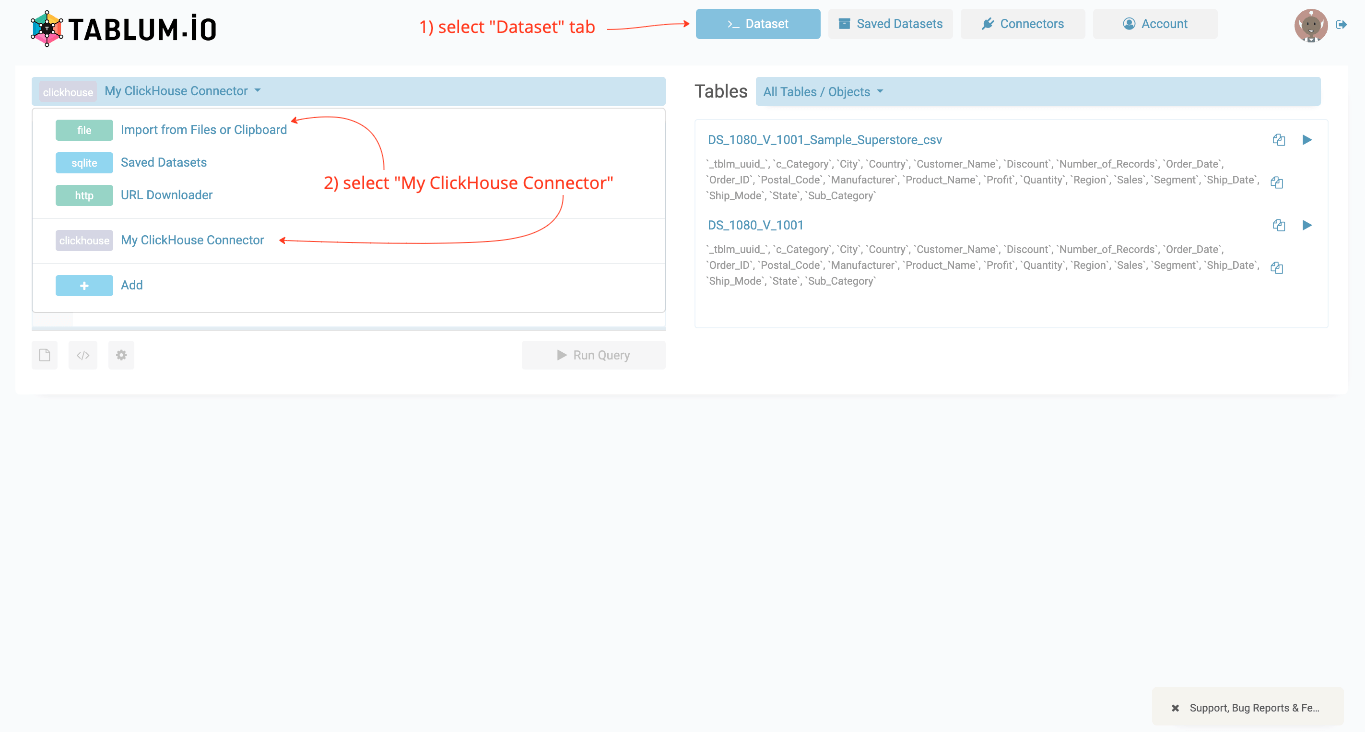 TABLUM.IO
1) select "Dataset" tab
>_ Dataset
Saved Datasets
Connectors
Account
clickhouse My ClickHouse Connector
file Import from Files or Clipboard
sqlite Saved Datasets
http URL Downloader
2) select "My ClickHouse Connector"
clickhouse My ClickHouse Connector
+ Add
</>
Run Query
Tables All Tables / Objects
DS_1080_V_1001_Sample_Superstore_csv
`_tblm_uuid_`, `c_Category`, `City`, `Country`, `Customer_Name`, `Discount`, `Number_of_Records`, `Order_Date`,
`Order_ID`, `Postal_Code`, `Manufacturer`, `Product_Name`, `Profit`, `Quantity`, `Region`, `Sales`, `Segment`, `Ship_Date`,
`Ship_Mode`, `State`, `Sub_Category`
DS_1080_V_1001
`_tblm_uuid_`, `c_Category`, `City`, `Country`, `Customer_Name`, `Discount`, `Number_of_Records`, `Order_Date`,
`Order_ID`, `Postal_Code`, `Manufacturer`, `Product_Name`, `Profit`, `Quantity`, `Region`, `Sales`, `Segment`, `Ship_Date`,
`Ship_Mode`, `State`, `Sub_Category`
Support, Bug Reports & Fe...